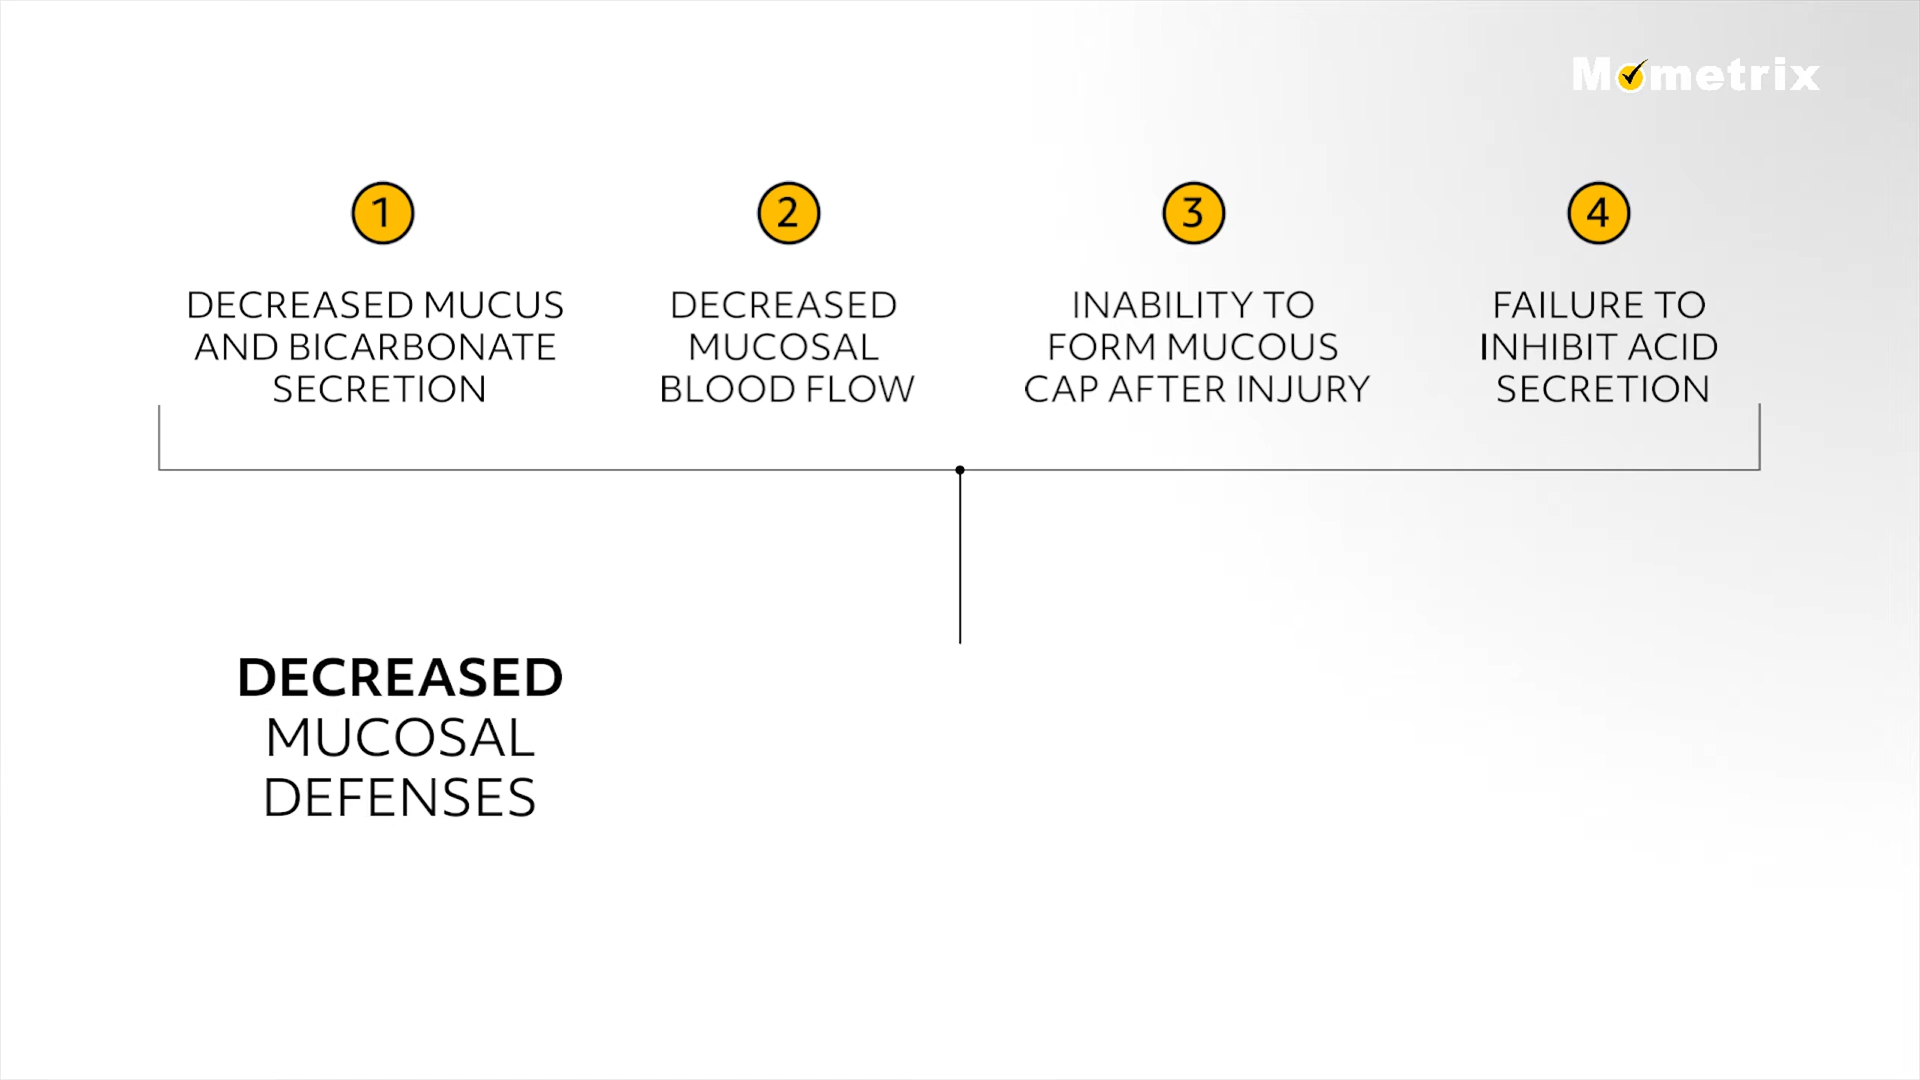 Mometrix
1
2
3
4
DECREASED MUCUS
AND BICARBONATE
SECRETION
DECREASED
MUCOSAL
BLOOD FLOW
INABILITY TO
FORM MUCOUS
CAP AFTER INJURY
FAILURE TO
INHIBIT ACID
SECRETION
DECREASED
MUCOSAL
DEFENSES